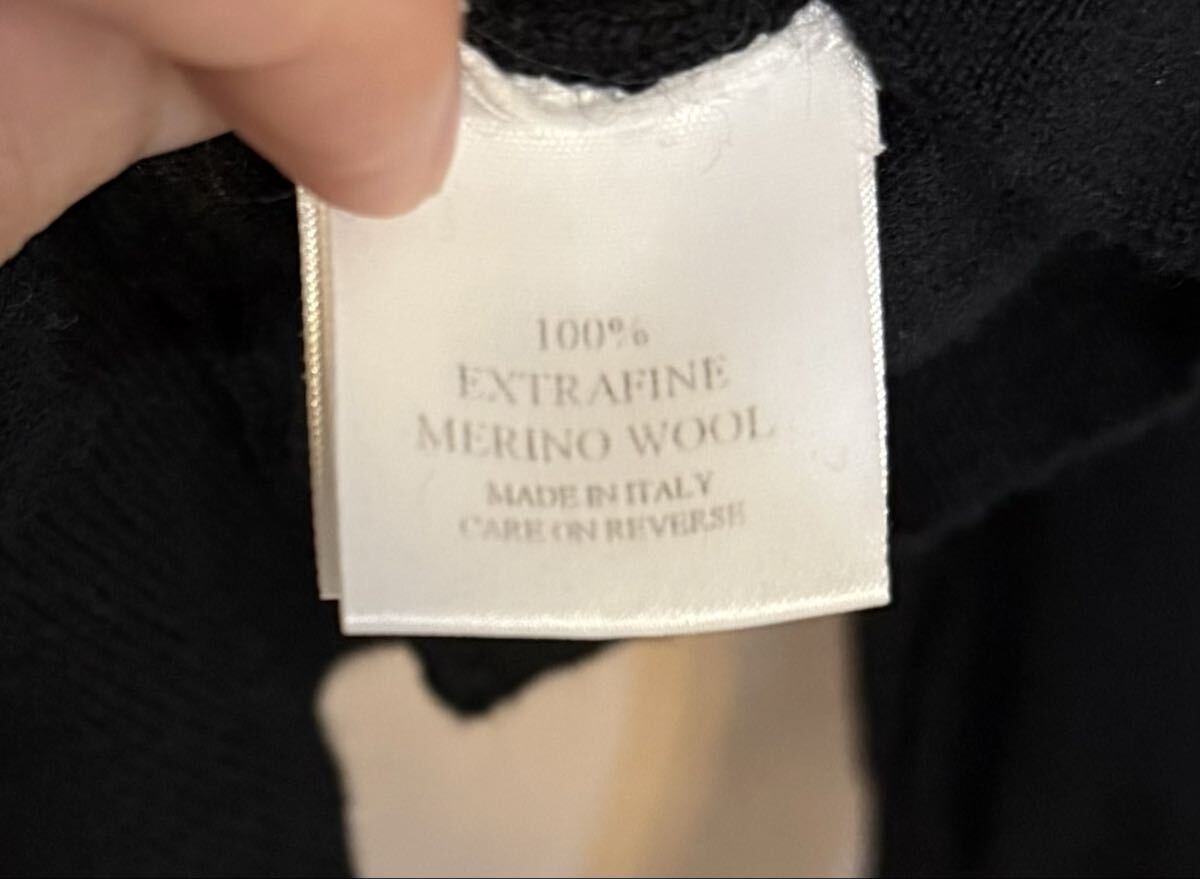 100%
EXTRAFINE
MERINO WOOL
MADE IN ITALY
CARE ON REVERSE